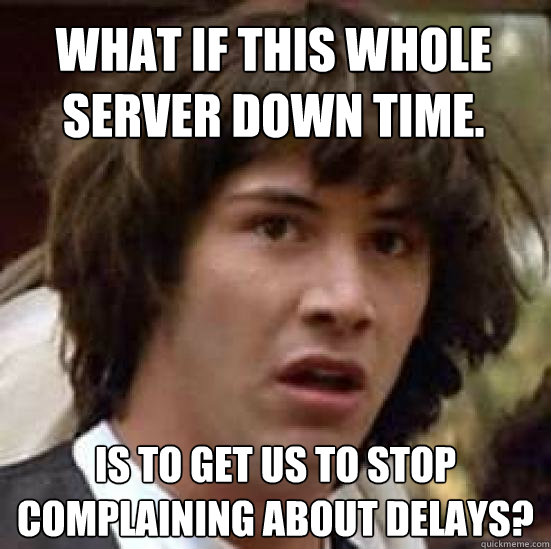 WHAT IF THIS WHOLE
SERVER DOWN TIME.
IS TO GET US TO STOP
COMPLAINING ABOUT DELAYS?
quickmeme.com